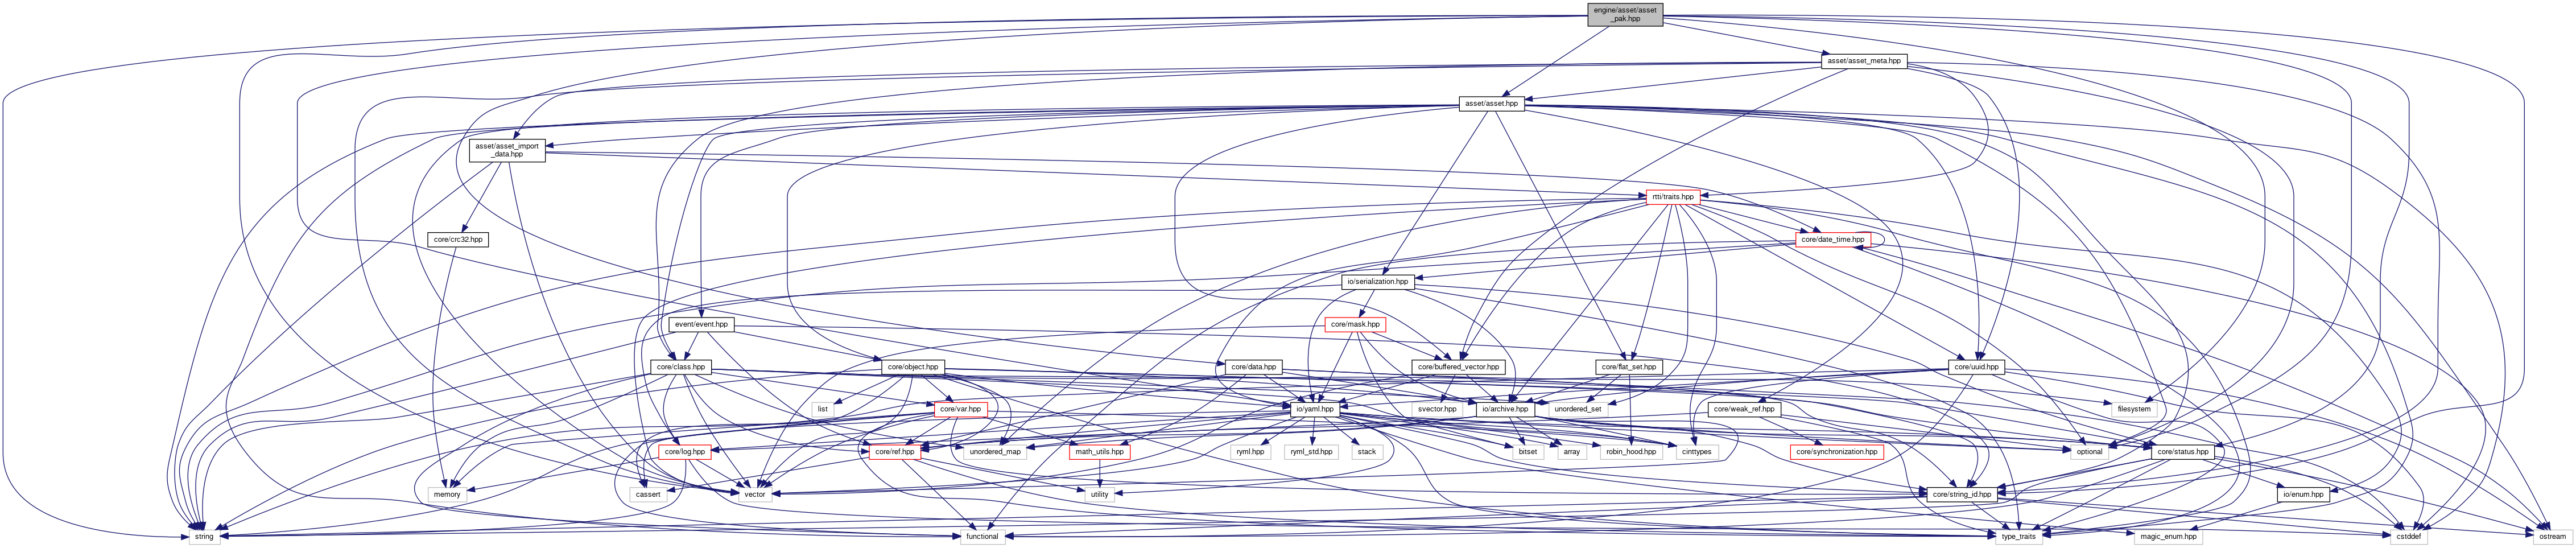 engine/asset/asset
_pak.hpp
asset/asset_meta.hpp
asset/asset.hpp
asset/asset_import
_data.hpp
rtti/traits.hpp
core/crc32.hpp
core/date_time.hpp
io/serialization.hpp
event/event.hpp
core/mask.hpp
core/class.hpp
core/object.hpp
core/data.hpp
core/buffered_vector.hpp
core/flat_set.hpp
core/uuid.hpp
list
core/var.hpp
io/yaml.hpp
svector.hpp
io/archive.hpp
unordered_set
core/weak_ref.hpp
filesystem
core/log.hpp
core/ref.hpp
unordered_map
math_utils.hpp
ryml.hpp
ryml_std.hpp
stack
bitset
array
robin_hood.hpp
cinttypes
core/synchronization.hpp
optional
core/status.hpp
memory
cassert
vector
utility
core/string_id.hpp
io/enum.hpp
string
functional
type_traits
magic_enum.hpp
cstddef
ostream